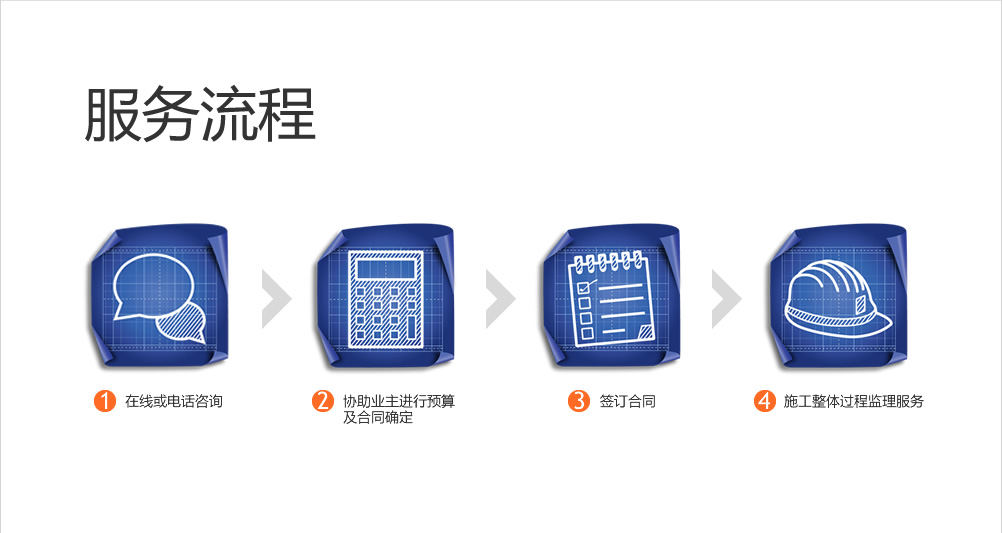 服务流程
1 在线或电话咨询
2 协助业主进行预算
及合同确定
3 签订合同
4 施工整体过程监理服务